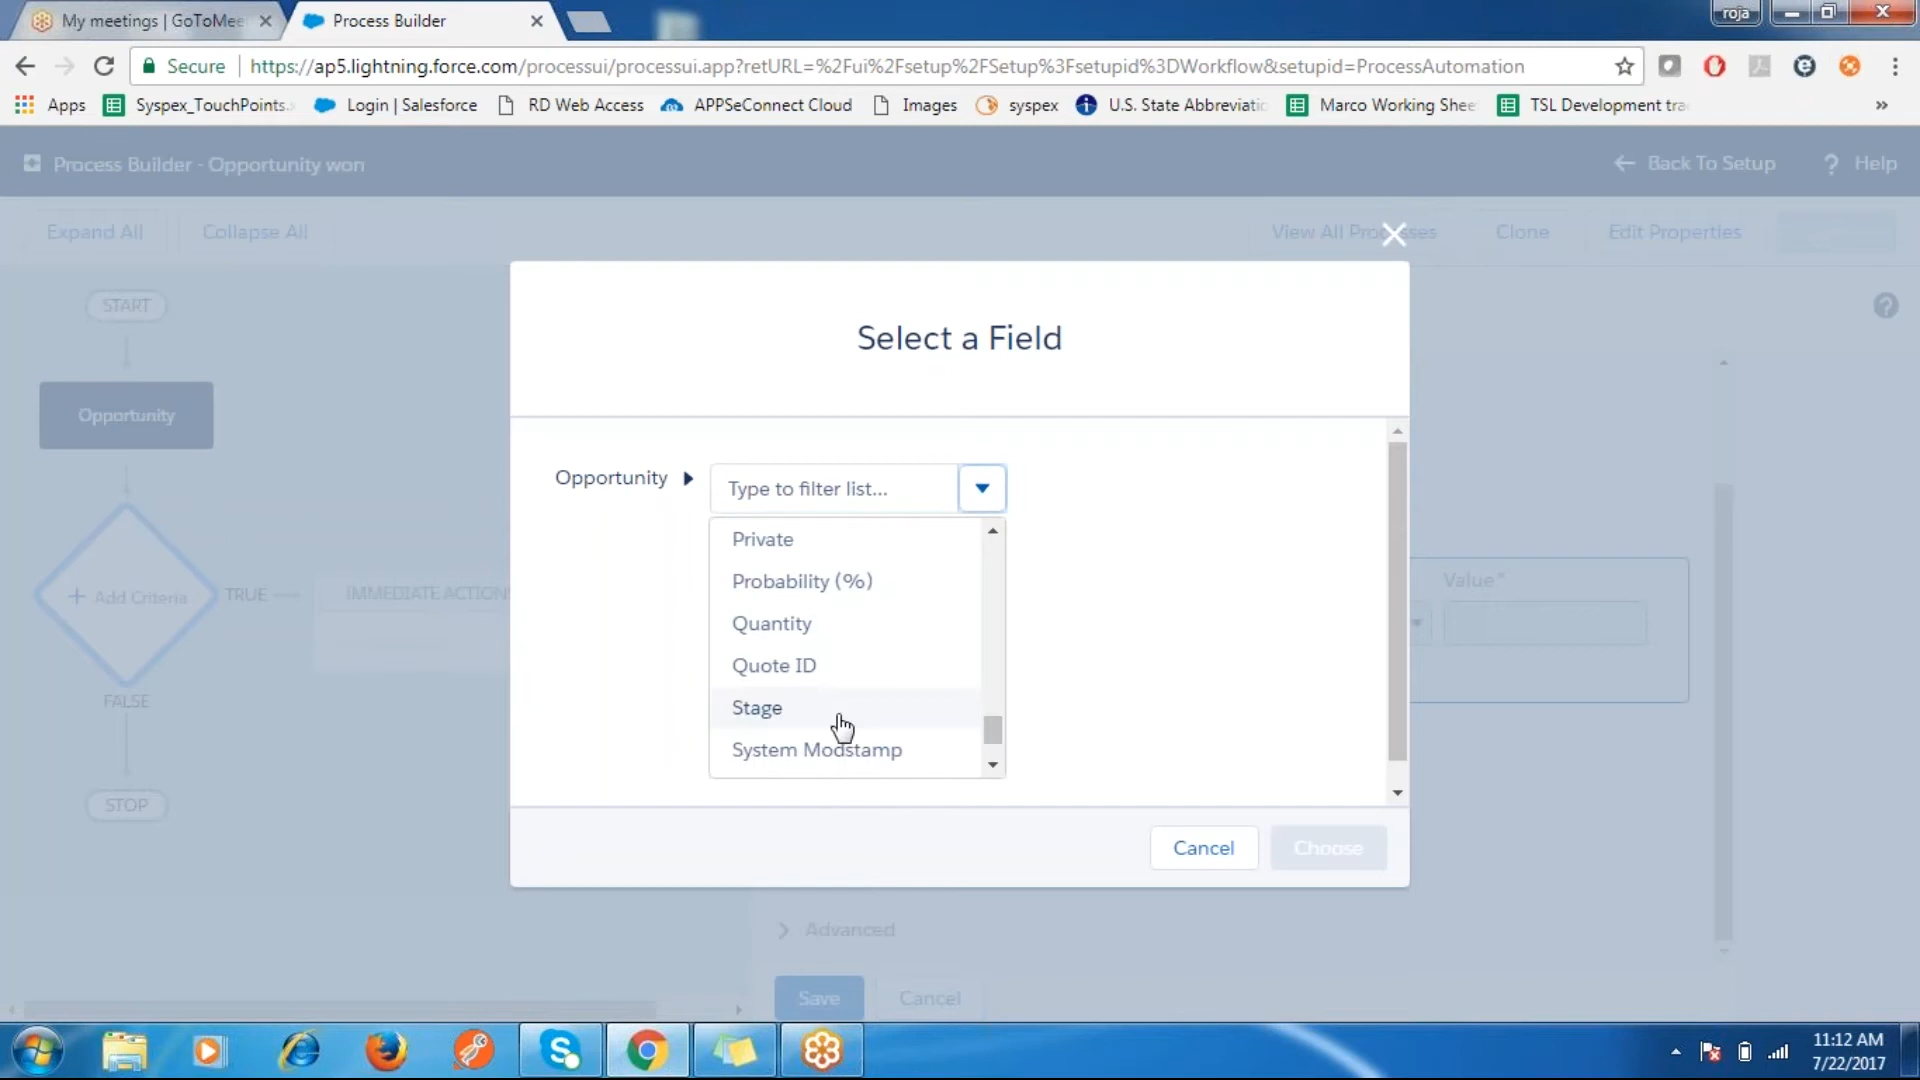 My meetings | GoToMee
Process Builder
roja
Secure
https://ap5.lightning.force.com/processui/processui.app?retURL=%2Fui%2Fsetup%2FSetup%3Fsetupid%3DWorkflow&setupid=ProcessAutomation
Apps
Syspex_TouchPoints.s
Login | Salesforce
RD Web Access
APPSeConnect Cloud
Images
syspex
U.S. State Abbreviatio
Marco Working Shee
TSL Development tra
Process Builder - Opportunity won
Back To Setup
? Help
Expand All
Collapse All
View All Processes
Clone
Edit Properties
START
Opportunity
+ Add Criteria
TRUE
IMMEDIATE ACTION
FALSE
STOP
Select a Field
Opportunity
Type to filter list...
Private
Probability (%)
Quantity
Quote ID
Stage
System Modstamp
Value*
Cancel
Choose
Advanced
Save
Cancel
11:12 AM
7/22/2017